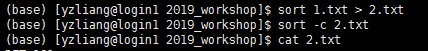 (base) [yzliang@login1 2019_workshop]$ sort 1.txt > 2.txt
(base) [yzliang@login1 2019_workshop]$ sort -c 2.txt
(base) [yzliang@login1 2019_workshop]$ cat 2.txt